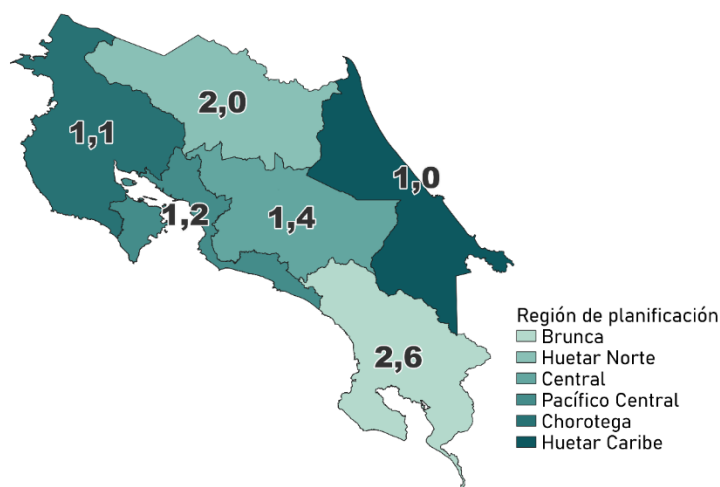 2,0
1,1
1,0
1,2
1,4
2,6
Región de planificación
Brunca
Huetar Norte
Central
Pacífico Central
Chorotega
Huetar Caribe